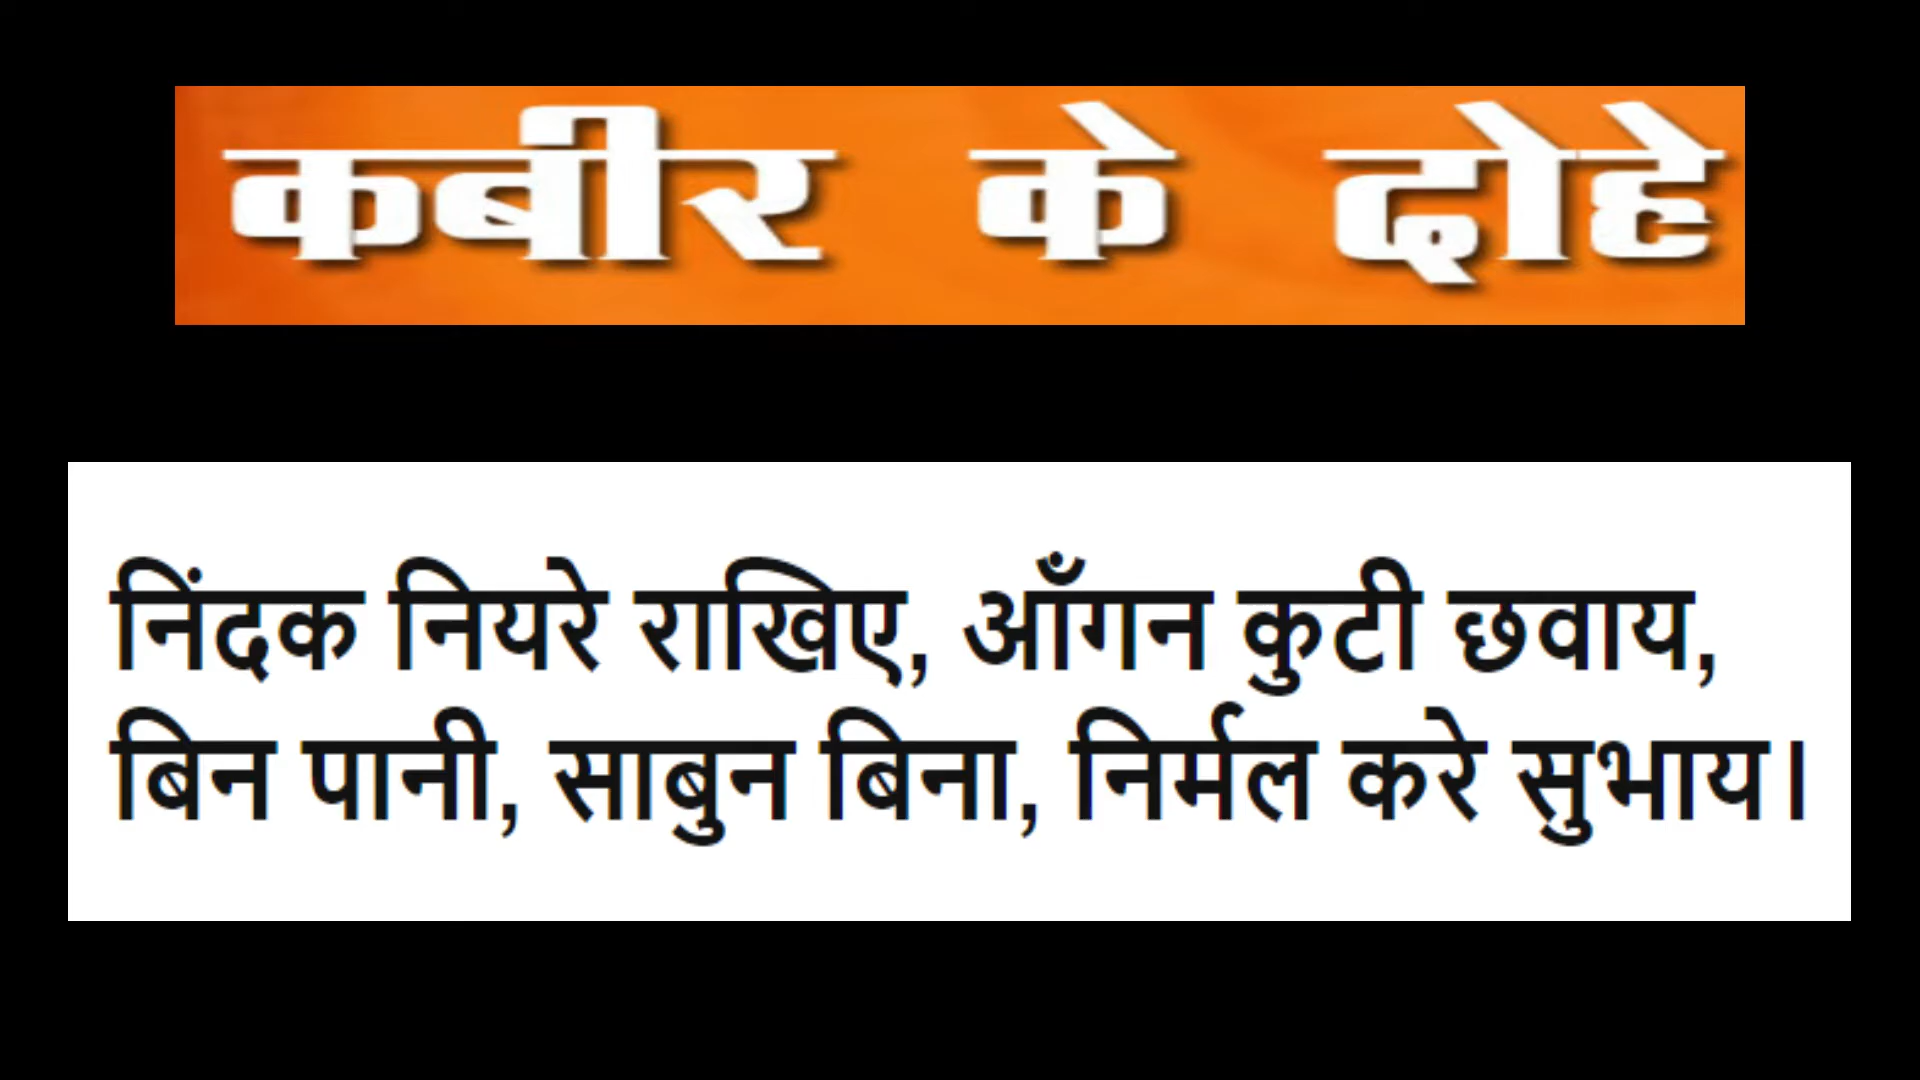 कबीर के दोहे
निंदक नियरे राखिए, आँगन कुटी छवाय,
बिन पानी, साबुन बिना, निर्मल करे सुभाय।